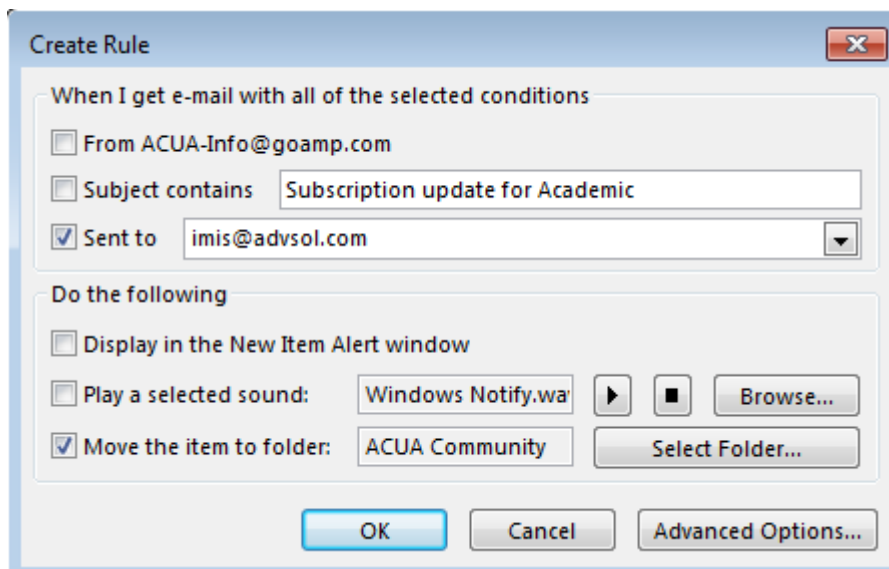 Create Rule
When I get e-mail with all of the selected conditions
From ACUA-Info@goamp.com
Subject contains Subscription update for Academic
Sent to imis@advsol.com
Do the following
Display in the New Item Alert window
Play a selected sound: Windows Notify.wav Browse...
Move the item to folder: ACUA Community Select Folder...
OK Cancel Advanced Options...